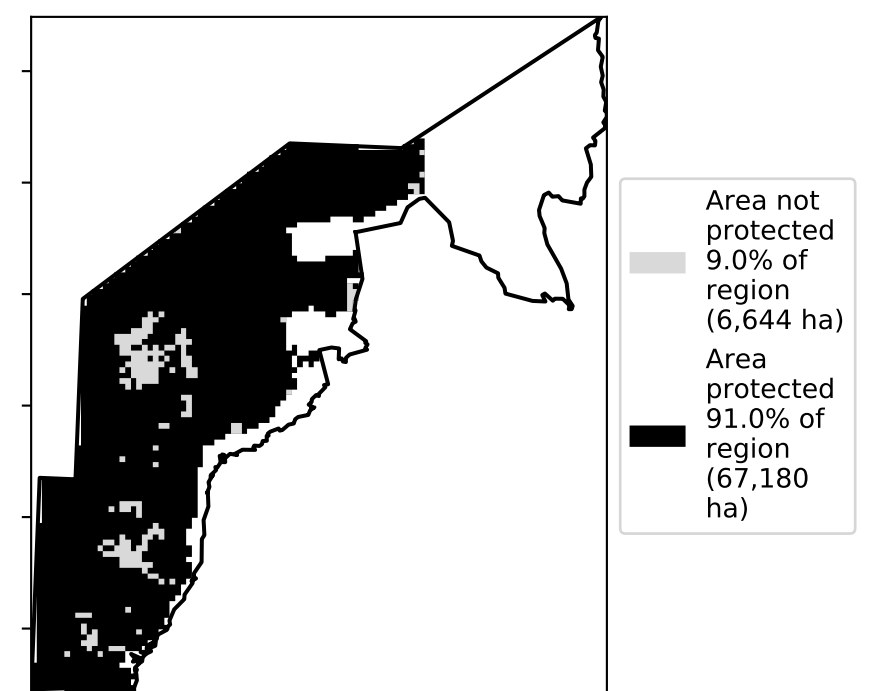 Area not
protected
9.0% of
region
(6,644 ha)
Area
protected
91.0% of
region
(67,180
ha)